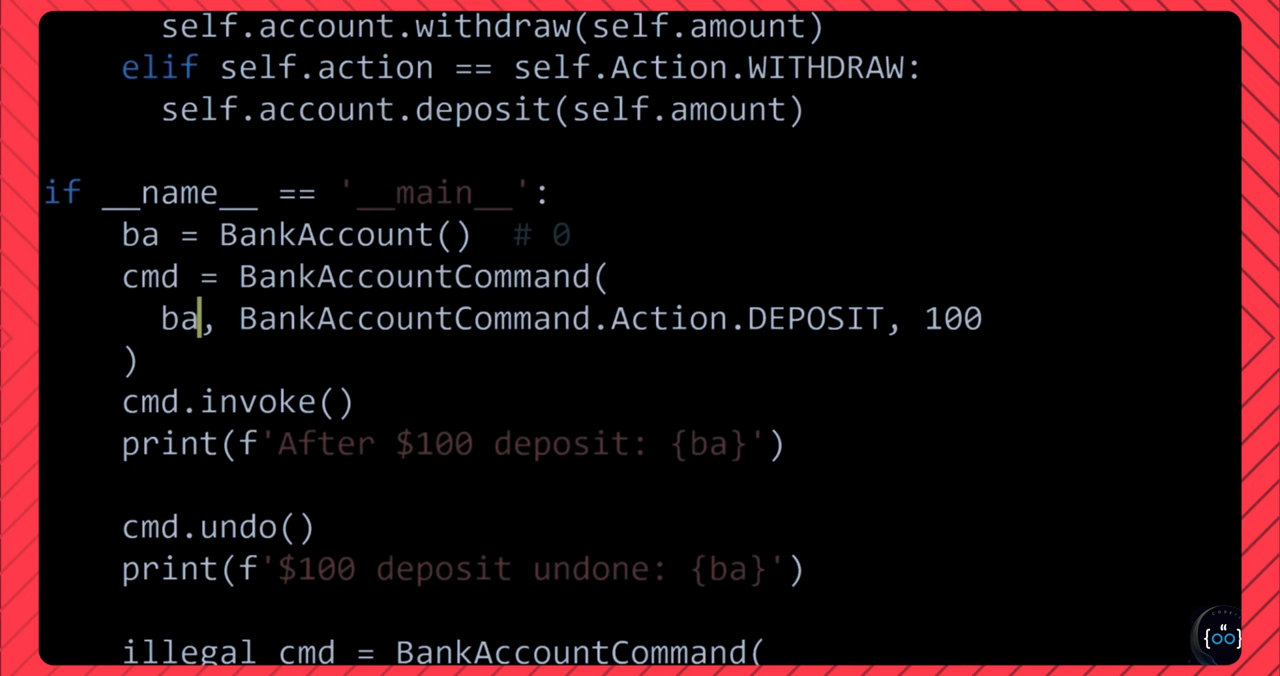 self.account.withdraw(self.amount)
elif self.action == self.Action.WITHDRAW:
self.account.deposit(self.amount)
if __name__ == '__main__':
ba = BankAccount()  # 0
cmd = BankAccountCommand(
ba, BankAccountCommand.Action.DEPOSIT, 100
)
cmd.invoke()
print(f'After $100 deposit: {ba}')
cmd.undo()
print(f'$100 deposit undone: {ba}')
illegal_cmd = BankAccountCommand(